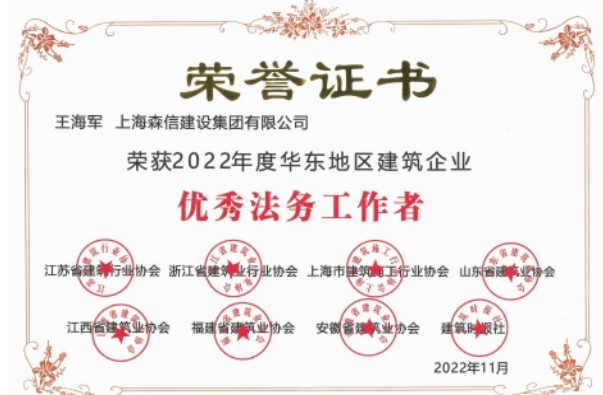 荣誉证书
王海军 上海森信建设集团有限公司
荣获2022年度华东地区建筑企业
优秀法务工作者
江苏省建筑行业协会 浙江省建筑业行业协会 上海市建筑施工行业协会 山东省建筑业协会
江西省建筑业协会 福建省建筑业协会 安徽省建筑业协会 建筑时报社
2022年11月